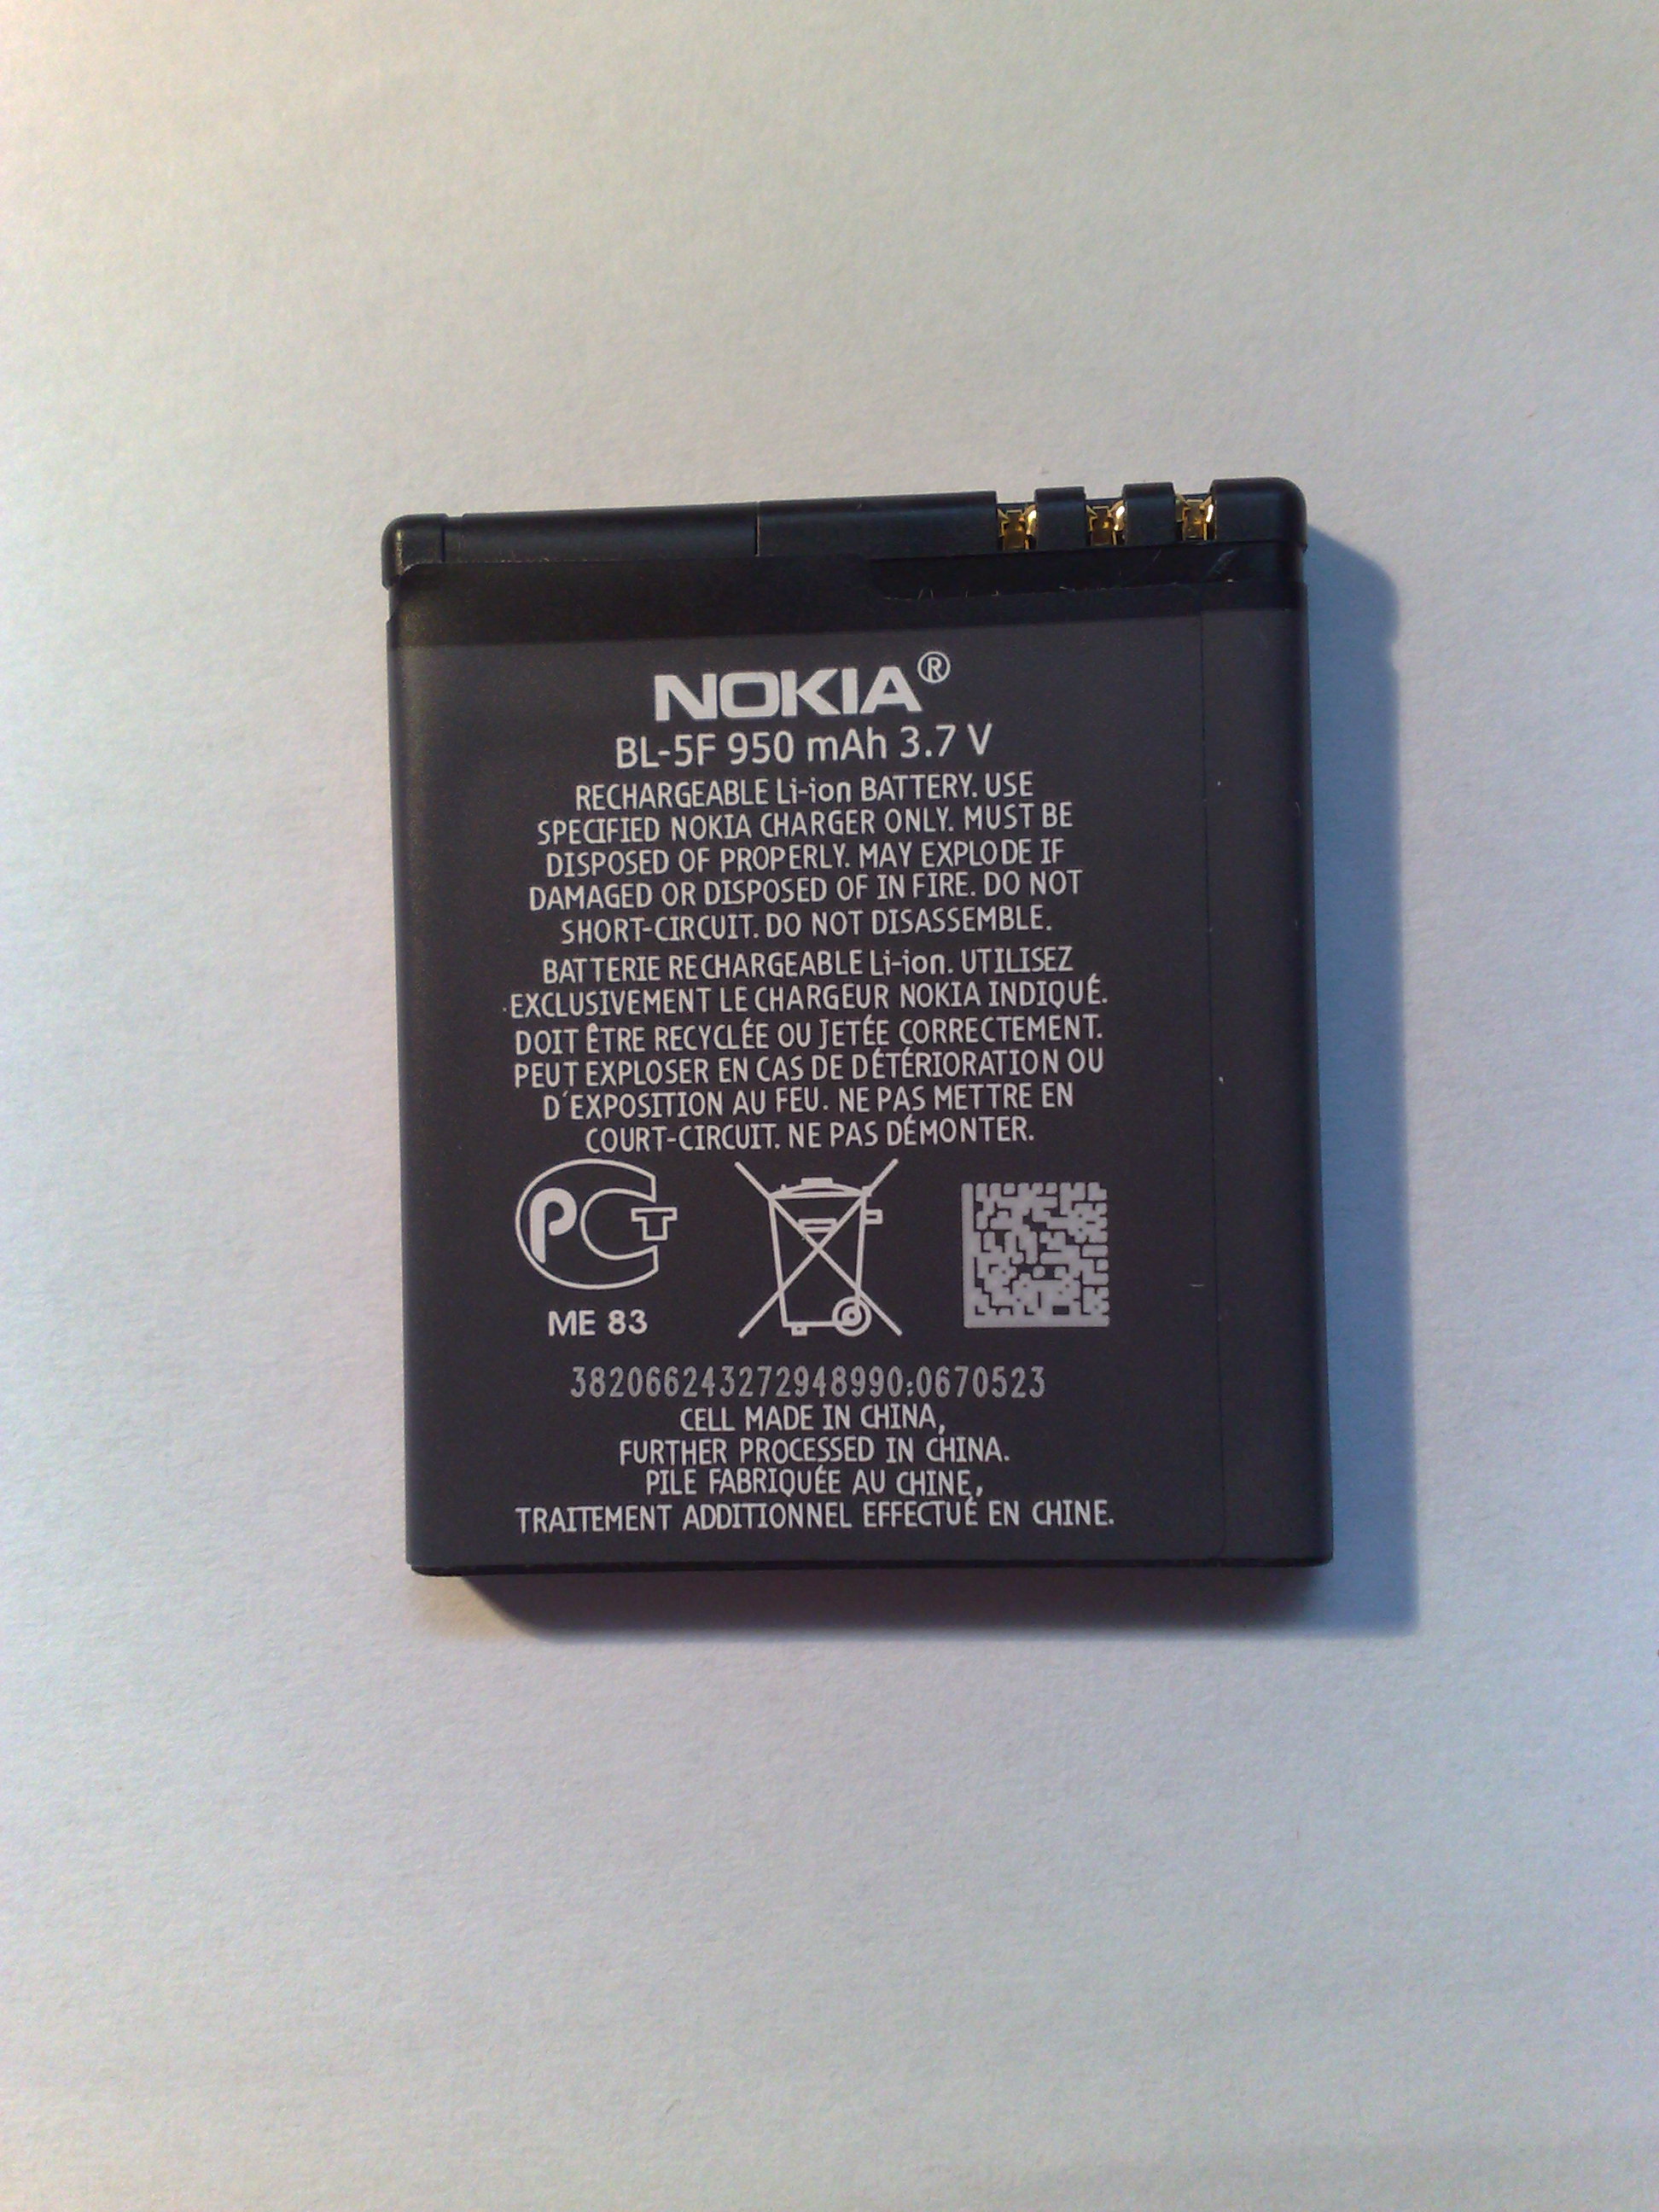 NOKIA®
BL-5F 950 mAh 3.7 V
RECHARGEABLE Li-ion BATTERY. USE
SPECIFIED NOKIA CHARGER ONLY. MUST BE
DISPOSED OF PROPERLY. MAY EXPLODE IF
DAMAGED OR DISPOSED OF IN FIRE. DO NOT
SHORT-CIRCUIT. DO NOT DISASSEMBLE.
BATTERIE RECHARGEABLE Li-ion. UTILISEZ
EXCLUSIVEMENT LE CHARGEUR NOKIA INDIQUÉ.
DOIT ÊTRE RECYCLÉE OU JETÉE CORRECTEMENT.
PEUT EXPLOSER EN CAS DE DÉTÉRIORATION OU
D'EXPOSITION AU FEU. NE PAS METTRE EN
COURT-CIRCUIT. NE PAS DÉMONTER.
РСТ
ME 83
382066243272948990:0670523
CELL MADE IN CHINA,
FURTHER PROCESSED IN CHINA.
PILE FABRIQUÉE AU CHINE,
TRAITEMENT ADDITIONNEL EFFECTUÉ EN CHINE.